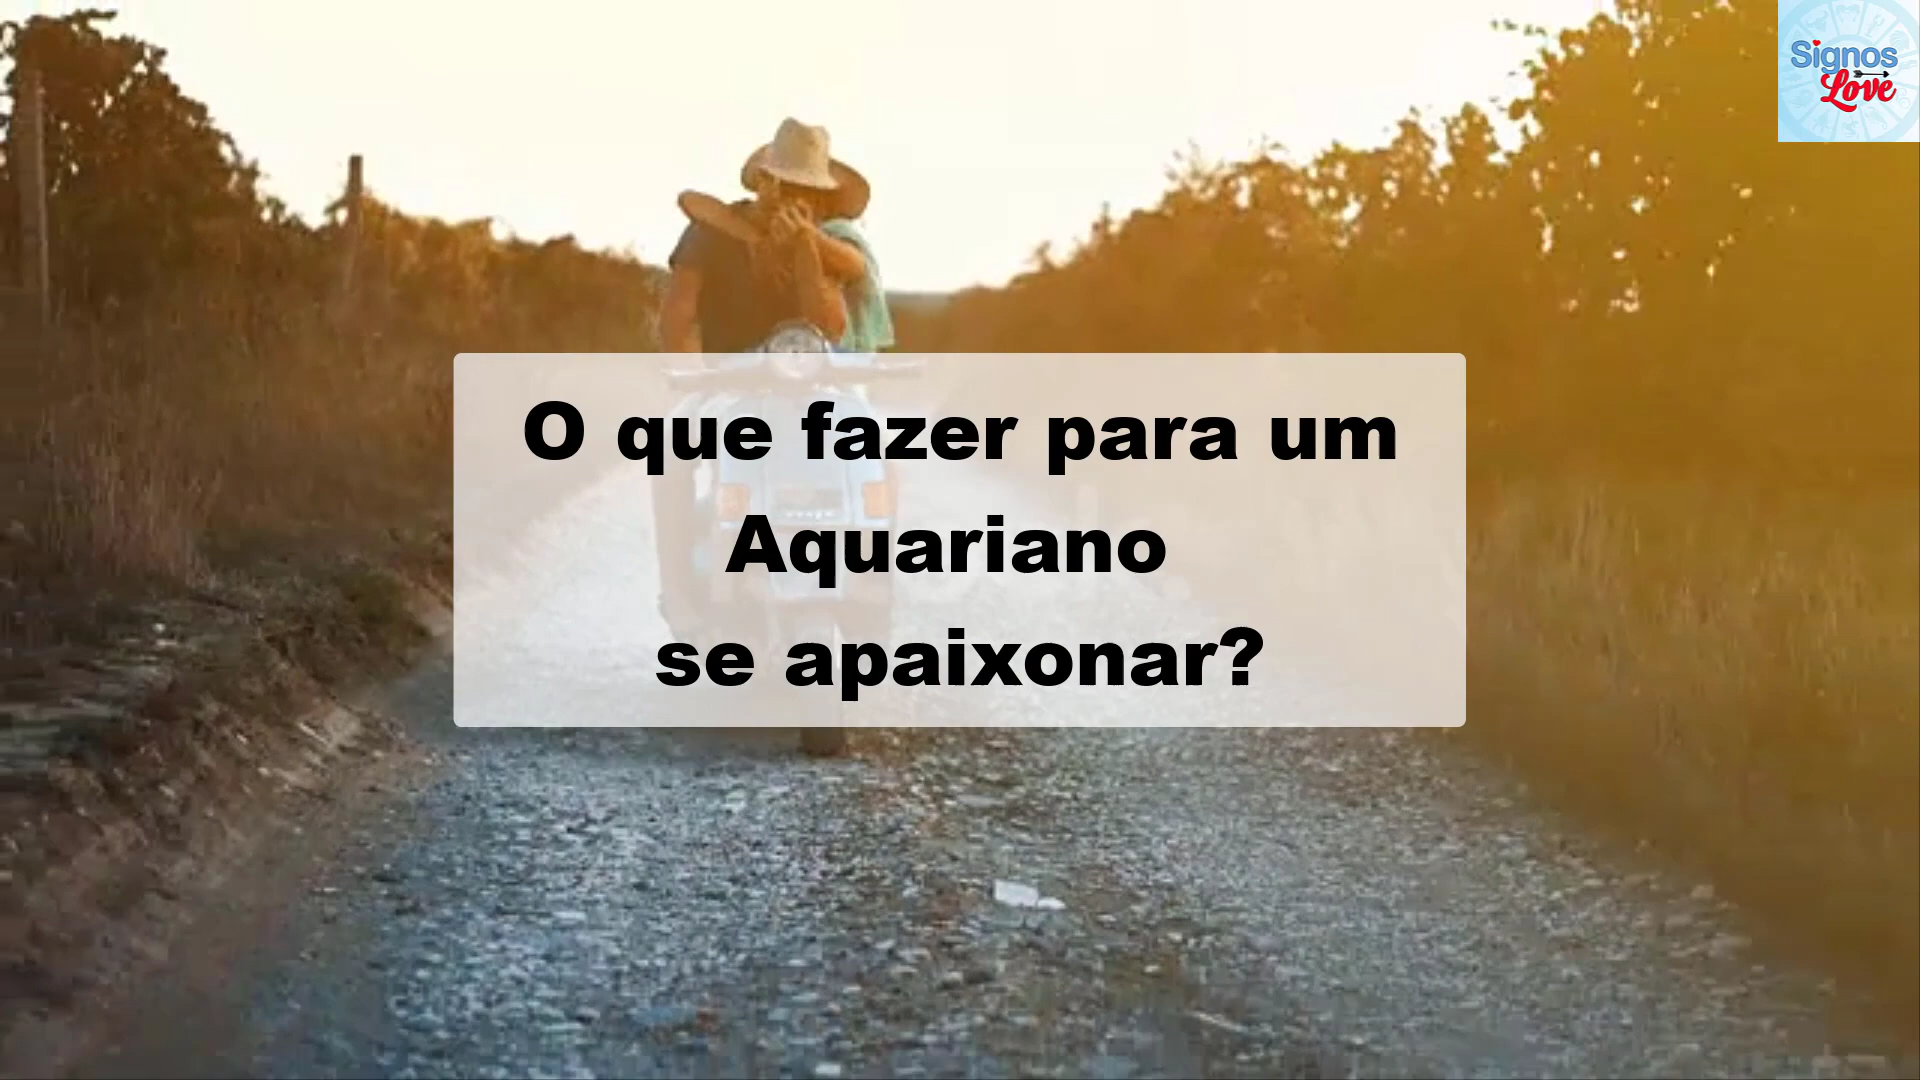 Signos
Love
O que fazer para um
Aquariano
se apaixonar?